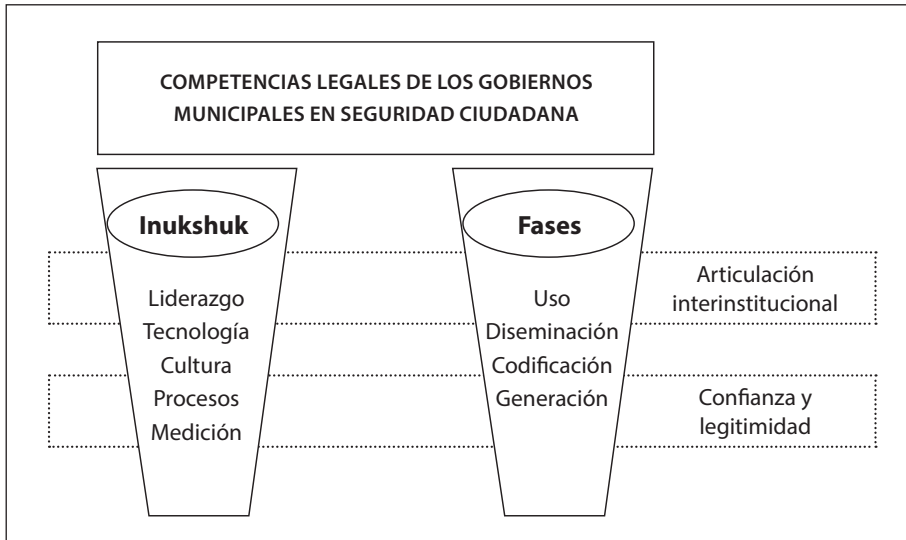 COMPETENCIAS LEGALES DE LOS GOBIERNOS
MUNICIPALES EN SEGURIDAD CIUDADANA
Inukshuk
Liderazgo
Tecnología
Cultura
Procesos
Medición
Fases
Uso
Diseminación
Codificación
Generación
Articulación
interinstitucional
Confianza y
legitimidad